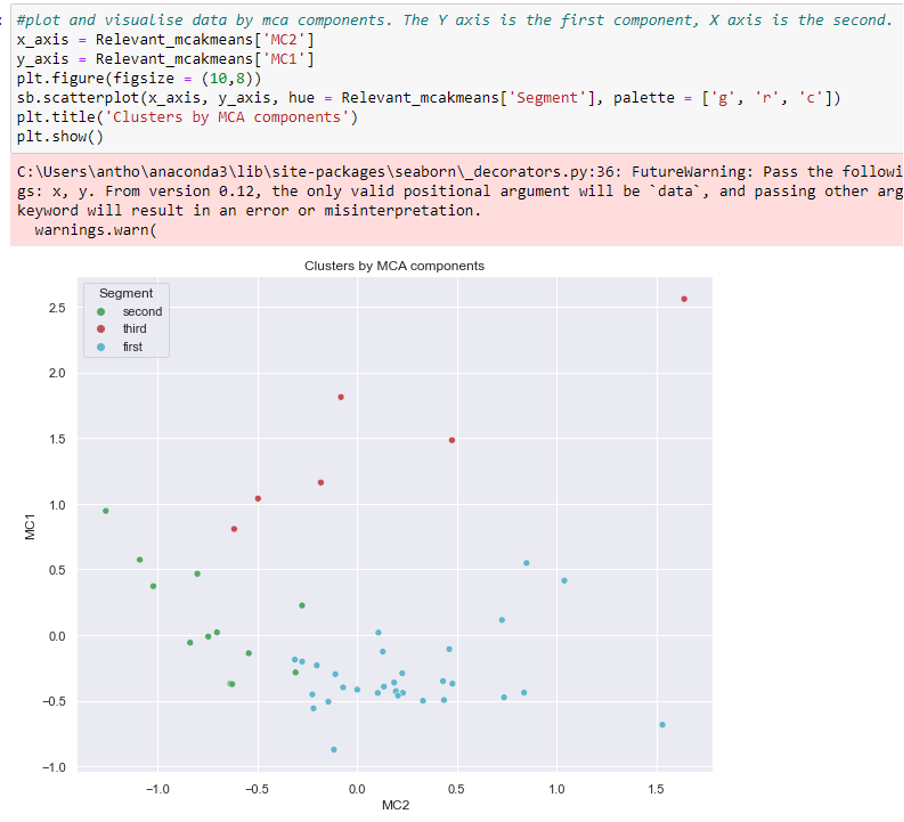 #plot and visualise data by mca components. The Y axis is the first component, X axis is the second.
x_axis = Relevant_mcakmeans['MC2']
y_axis = Relevant_mcakmeans['MC1']
plt.figure(figsize = (10,8))
sb.scatterplot(x_axis, y_axis, hue = Relevant_mcakmeans['Segment'], palette = ['g', 'r', 'c'])
plt.title('Clusters by MCA components')
plt.show()
C:\Users\antho\anaconda3\lib\site-packages\seaborn\_decorators.py:36: FutureWarning: Pass the followi
gs: x, y. From version 0.12, the only valid positional argument will be `data`, and passing other arg
keyword will result in an error or misinterpretation.
warnings.warn(
Clusters by MCA components
Segment
second
third
first
2.5
2.0
1.5
1.0
0.5
0.0
−0.5
−1.0
MC1
−1.0 −0.5 0.0 0.5 1.0 1.5
MC2